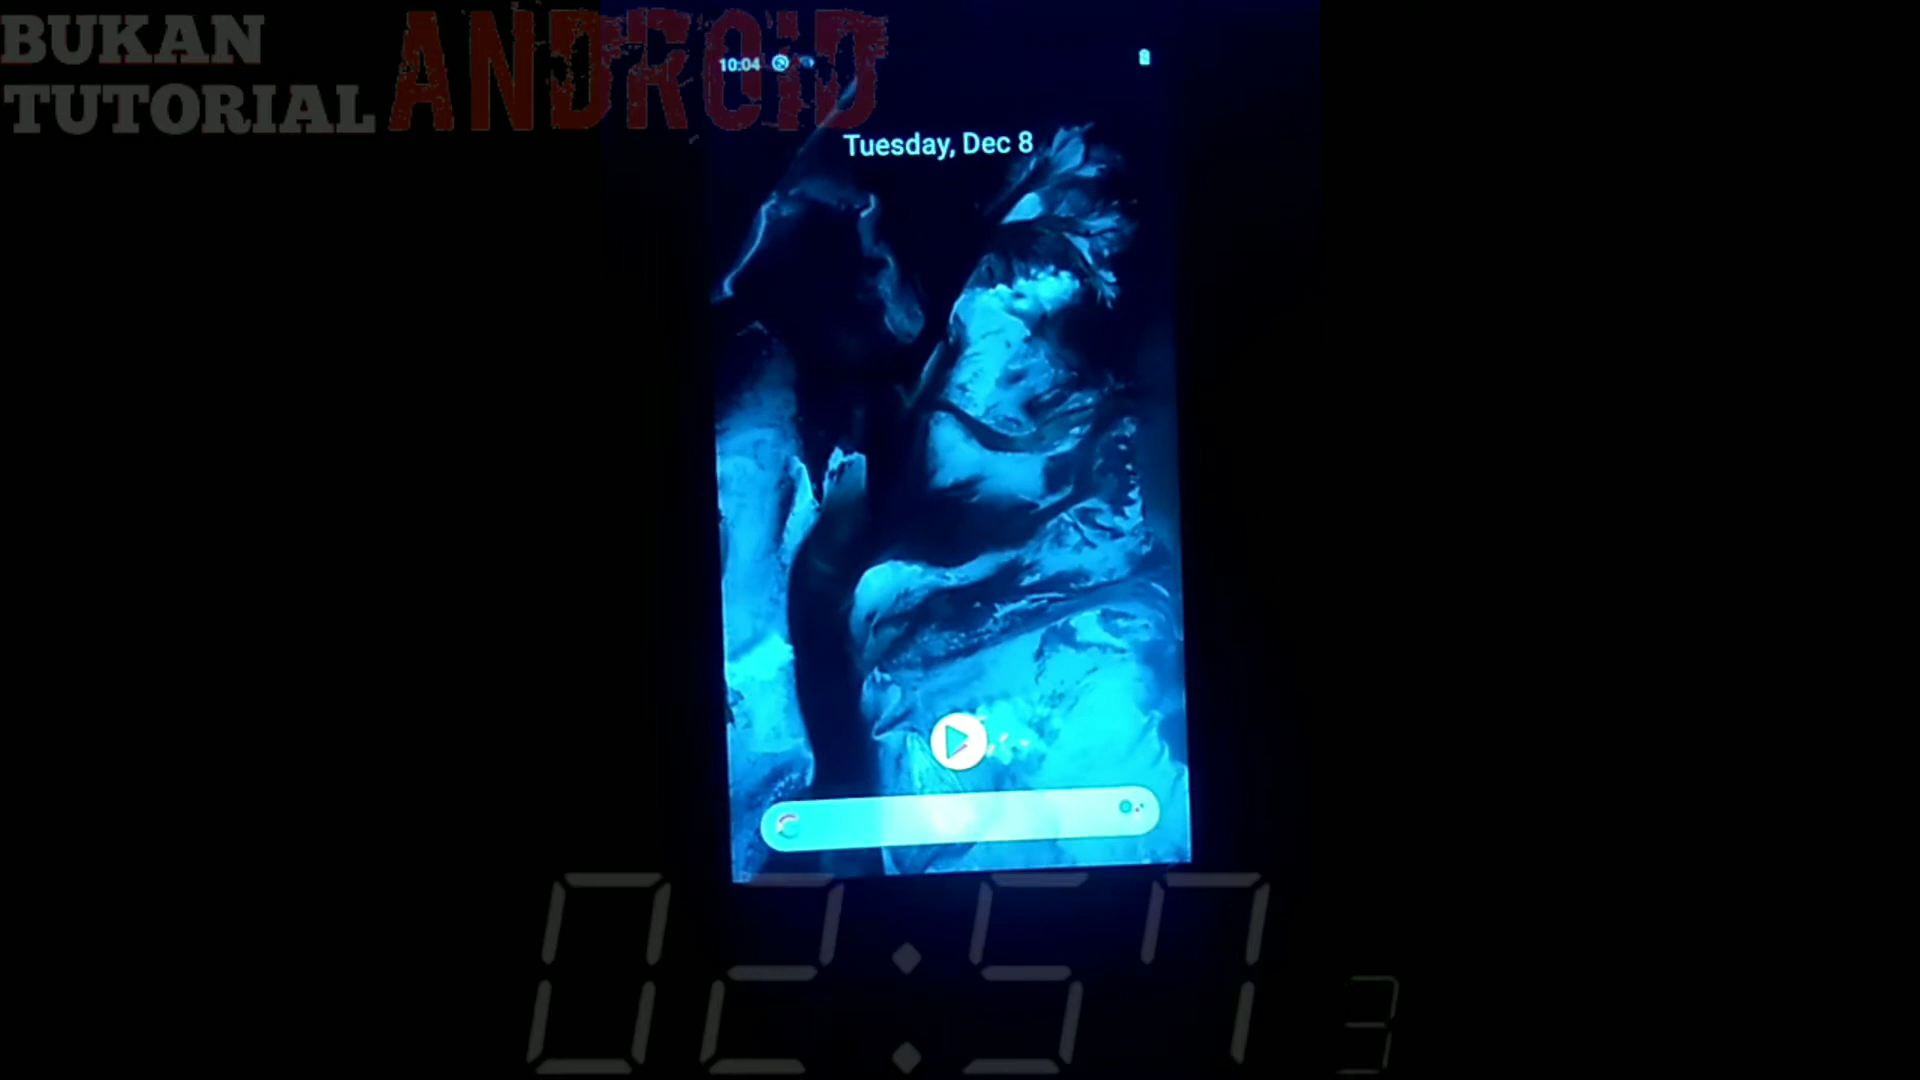 BUKAN
TUTORIAL
ANDROID
10:04
Tuesday, Dec 8
02:57 3